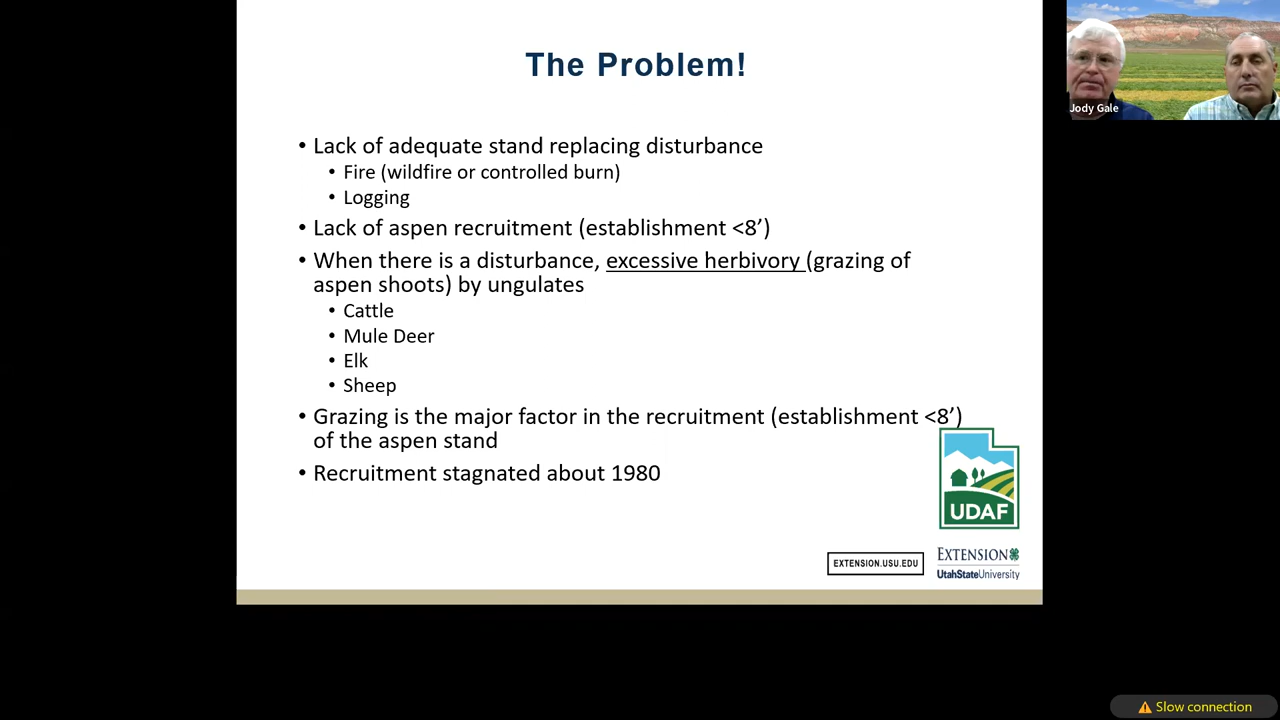 The Problem!
Jody Gale
• Lack of adequate stand replacing disturbance
• Fire (wildfire or controlled burn)
• Logging
• Lack of aspen recruitment (establishment <8’)
• When there is a disturbance, excessive herbivory (grazing of
aspen shoots) by ungulates
• Cattle
• Mule Deer
• Elk
• Sheep
• Grazing is the major factor in the recruitment (establishment <8’)
of the aspen stand
• Recruitment stagnated about 1980
UDAF
EXTENSION.USU.EDU
EXTENSION
UtahStateUniversity
Slow connection